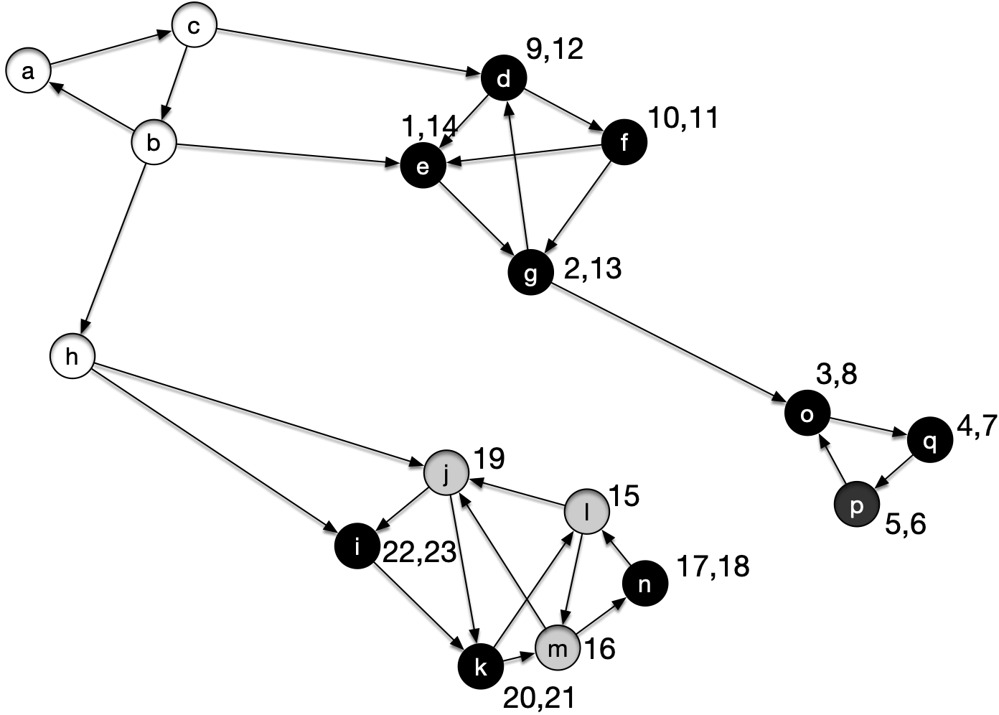 c
a
9,12
d
1,14
10,11
f
b
e
g
2,13
h
3,8
o
4,7
q
j
19
15
l
p
5,6
i
22,23
17,18
n
m
16
k
20,21